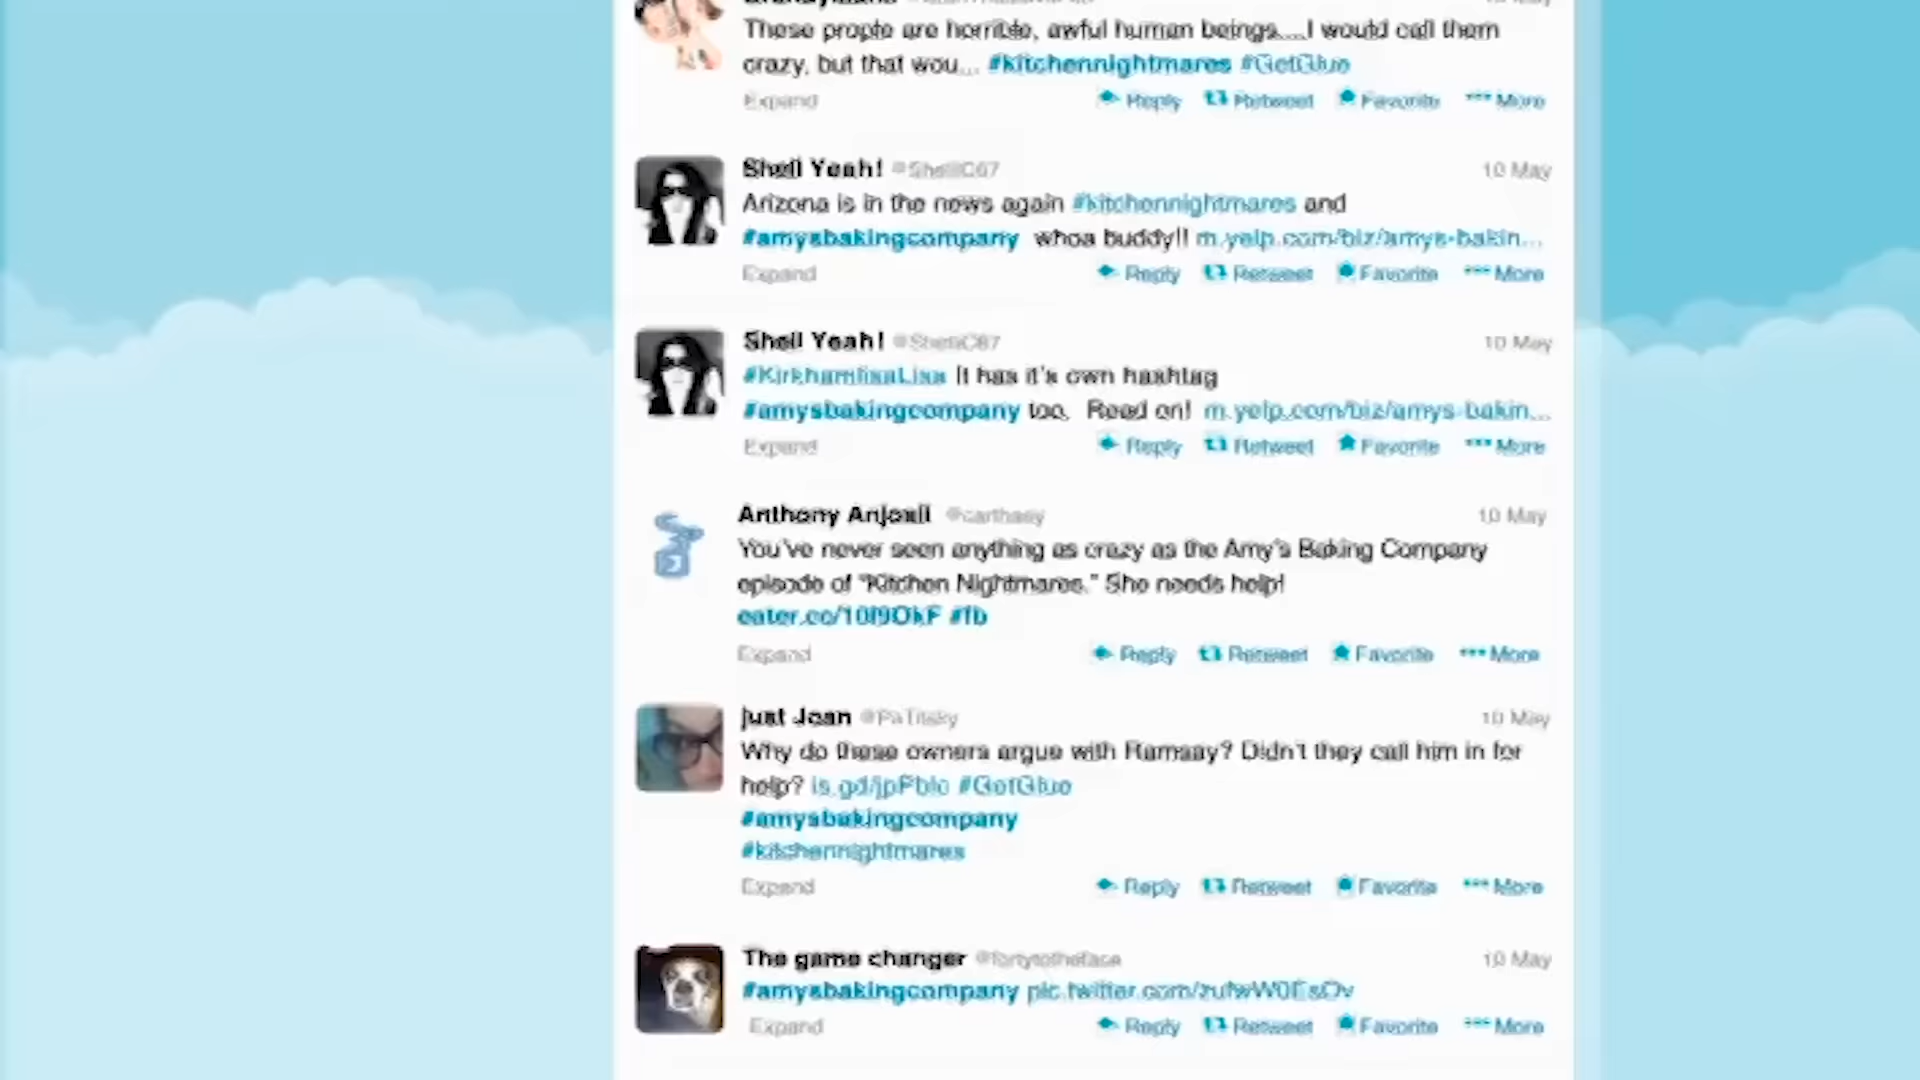 These people are horrible, awful human beings....I would call them
crazy, but that wou... #kitchennightmares #GetGlue
Expand Reply Retweet Favorite More
Shell Yeah! 10 May
Arizona is in the news again #kitchennightmares and
#amysbakingcompany whoa buddy!! m.yelp.com/biz/amys-bakin...
Expand Reply Retweet Favorite More
Shell Yeah! 10 May
It has it's own hashtag
#amysbakingcompany too. Read on! m.yelp.com/biz/amys-bakin...
Expand Reply Retweet Favorite More
Anthony 10 May
You've never seen anything as crazy as the Amy's Baking Company
episode of "Kitchen Nightmares." She needs help!
#fb
Expand Reply Retweet Favorite More
just Joan 10 May
Why do these owners argue with Ramsay? Didn't they call him in for
help? #GetGlue
#amysbakingcompany
#kitchennightmares
Expand Reply Retweet Favorite More
The game changer @fortytotheface 10 May
#amysbakingcompany
Expand Reply Retweet Favorite More